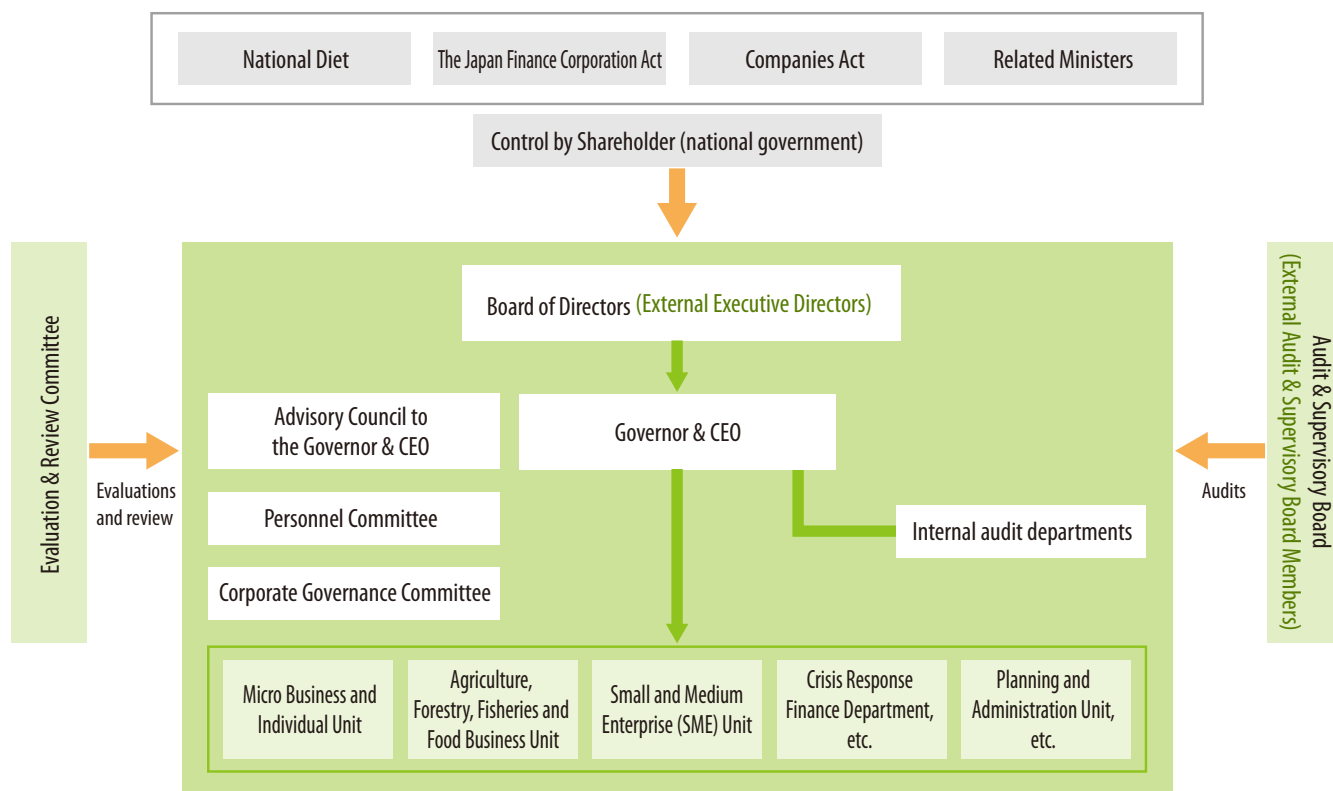 National Diet
The Japan Finance Corporation Act
Companies Act
Related Ministers
Control by Shareholder (national government)
Evaluation & Review Committee
Evaluations
and review
Board of Directors (External Executive Directors)
Advisory Council to
the Governor & CEO
Governor & CEO
Personnel Committee
Internal audit departments
Corporate Governance Committee
Micro Business and
Individual Unit
Agriculture,
Forestry, Fisheries and
Food Business Unit
Small and Medium
Enterprise (SME) Unit
Crisis Response
Finance Department,
etc.
Planning and
Administration Unit,
etc.
Audits
Audit & Supervisory Board
(External Audit & Supervisory Board Members)